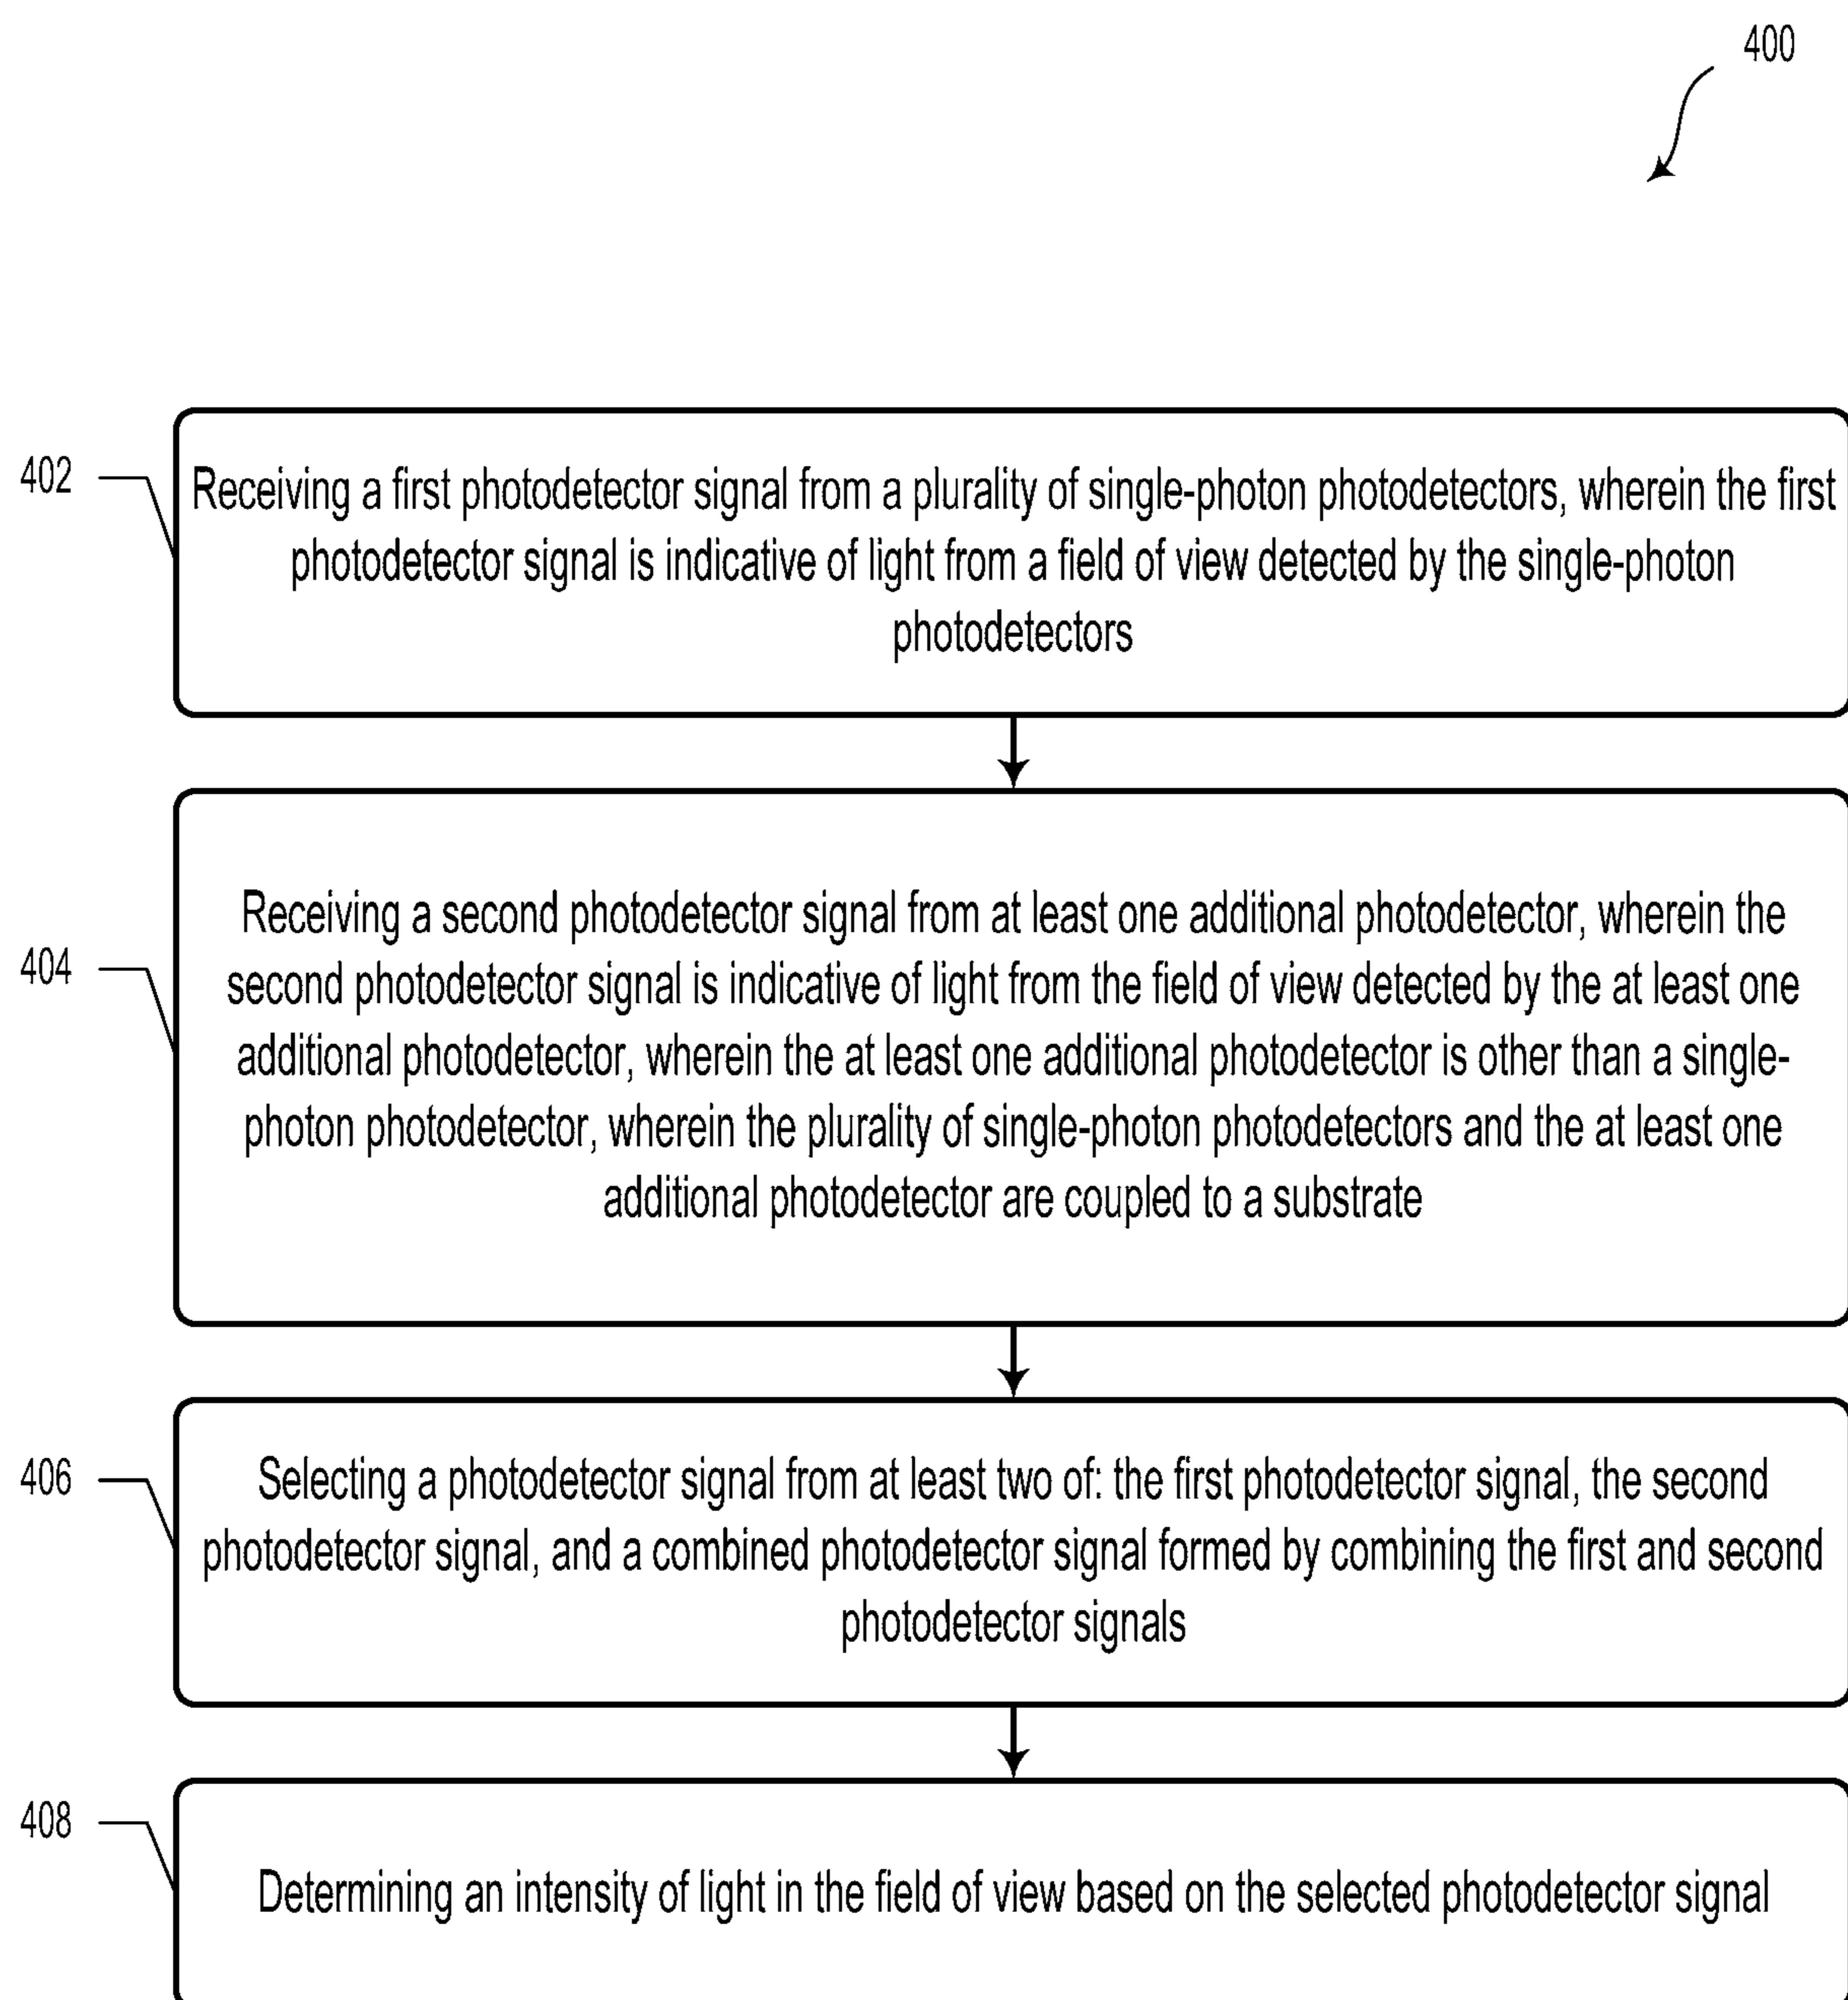 400
402
Receiving a first photodetector signal from a plurality of single-photon photodetectors, wherein the first
photodetector signal is indicative of light from a field of view detected by the single-photon
photodetectors
404
Receiving a second photodetector signal from at least one additional photodetector, wherein the
second photodetector signal is indicative of light from the field of view detected by the at least one
additional photodetector, wherein the at least one additional photodetector is other than a single-
photon photodetector, wherein the plurality of single-photon photodetectors and the at least one
additional photodetector are coupled to a substrate
406
Selecting a photodetector signal from at least two of: the first photodetector signal, the second
photodetector signal, and a combined photodetector signal formed by combining the first and second
photodetector signals
408
Determining an intensity of light in the field of view based on the selected photodetector signal